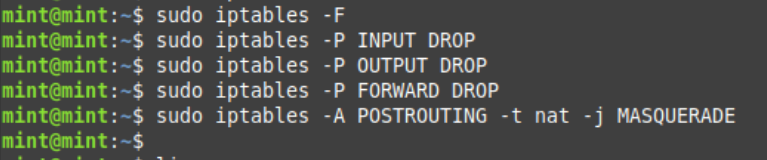 mint@mint:~$ sudo iptables -F
mint@mint:~$ sudo iptables -P INPUT DROP
mint@mint:~$ sudo iptables -P OUTPUT DROP
mint@mint:~$ sudo iptables -P FORWARD DROP
mint@mint:~$ sudo iptables -A POSTROUTING -t nat -j MASQUERADE
mint@mint:~$